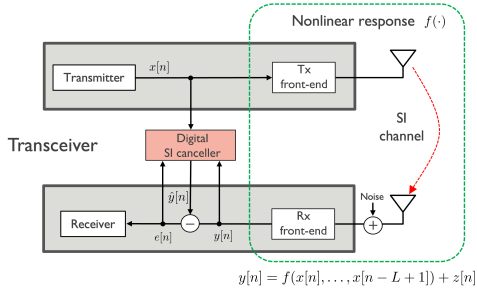 Nonlinear response f(·)
Transmitter
x[n]
Tx
front-end
SI
channel
Transceiver
Digital
SI canceller
ŷ[n]
Noise
Receiver
e[n]
−
y[n]
Rx
front-end
+
y[n] = f(x[n], . . . , x[n − L + 1]) + z[n]